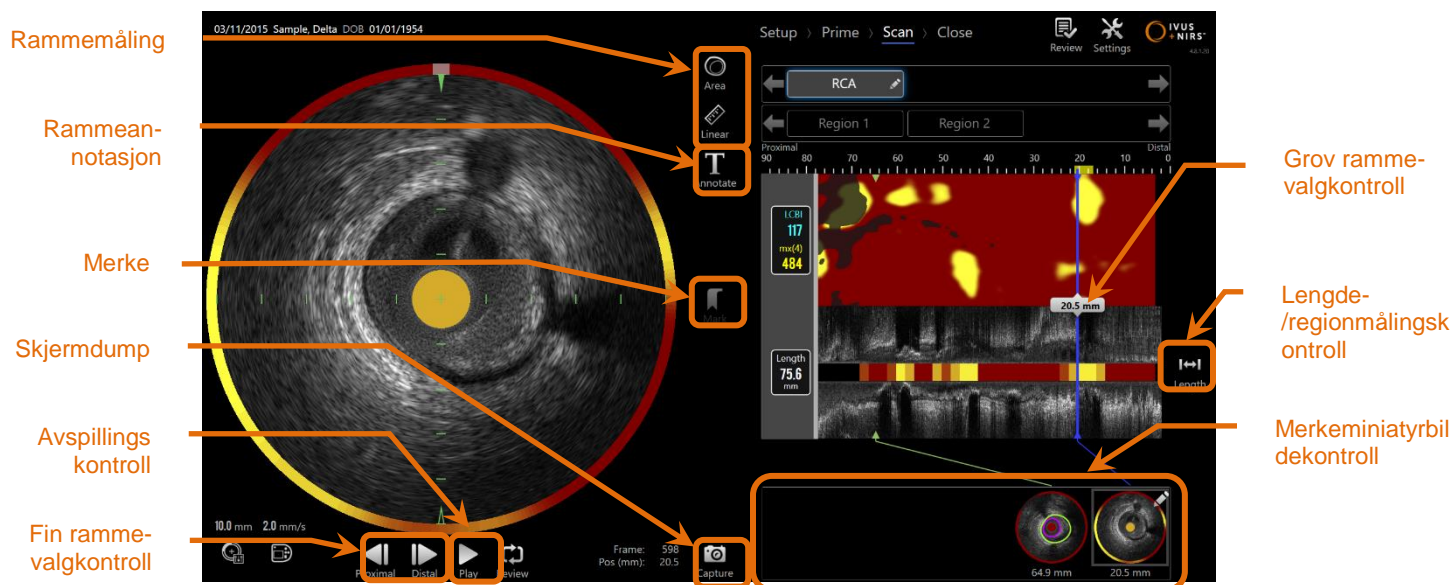 Rammemåling
Rammean-
notasjon
Merke
Skjermdump
Avspillings
kontroll
Fin ramme-
valgkontroll
03/11/2015 Sample, Delta DOB 01/01/1954
Area
Linear
Annotate
Mark
10.0 mm 2.0 mm/s
Proximal Distal Play Review
Frame: 598
Pos (mm): 20.5
Capture
Setup > Prime > Scan > Close
Review Settings
IVUS
+NIRS
RCA
Region 1 Region 2
Proximal Distal
90 80 70 60 50 40 30 20 10 0
LCBI
117
mx(4)
484
20.5 mm
Length
75.6
mm
Length
64.9 mm 20.5 mm
Grov ramme-
valgkontroll
Lengde-
/regionmålingsk
ontroll
Merkeminiatyrbil
dekontroll